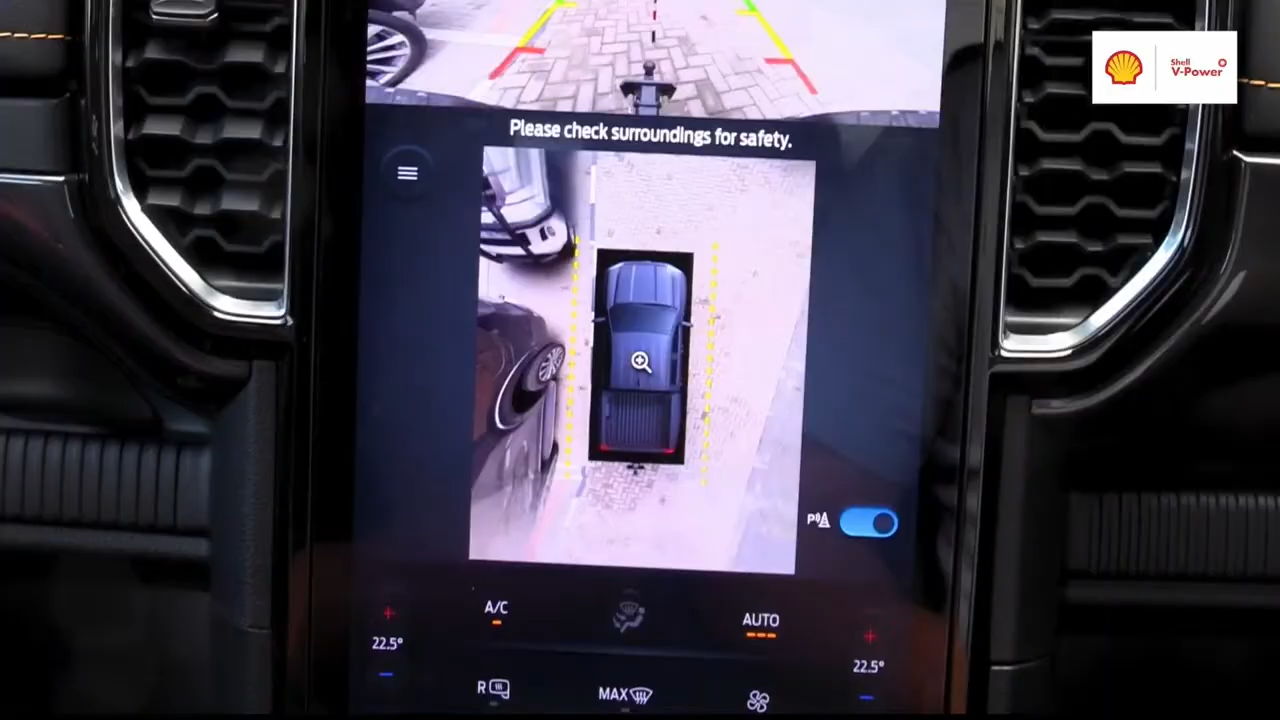 Shell
V-Power
Please check surroundings for safety.
P
A/C
AUTO
22.5°
22.5°
R
MAX